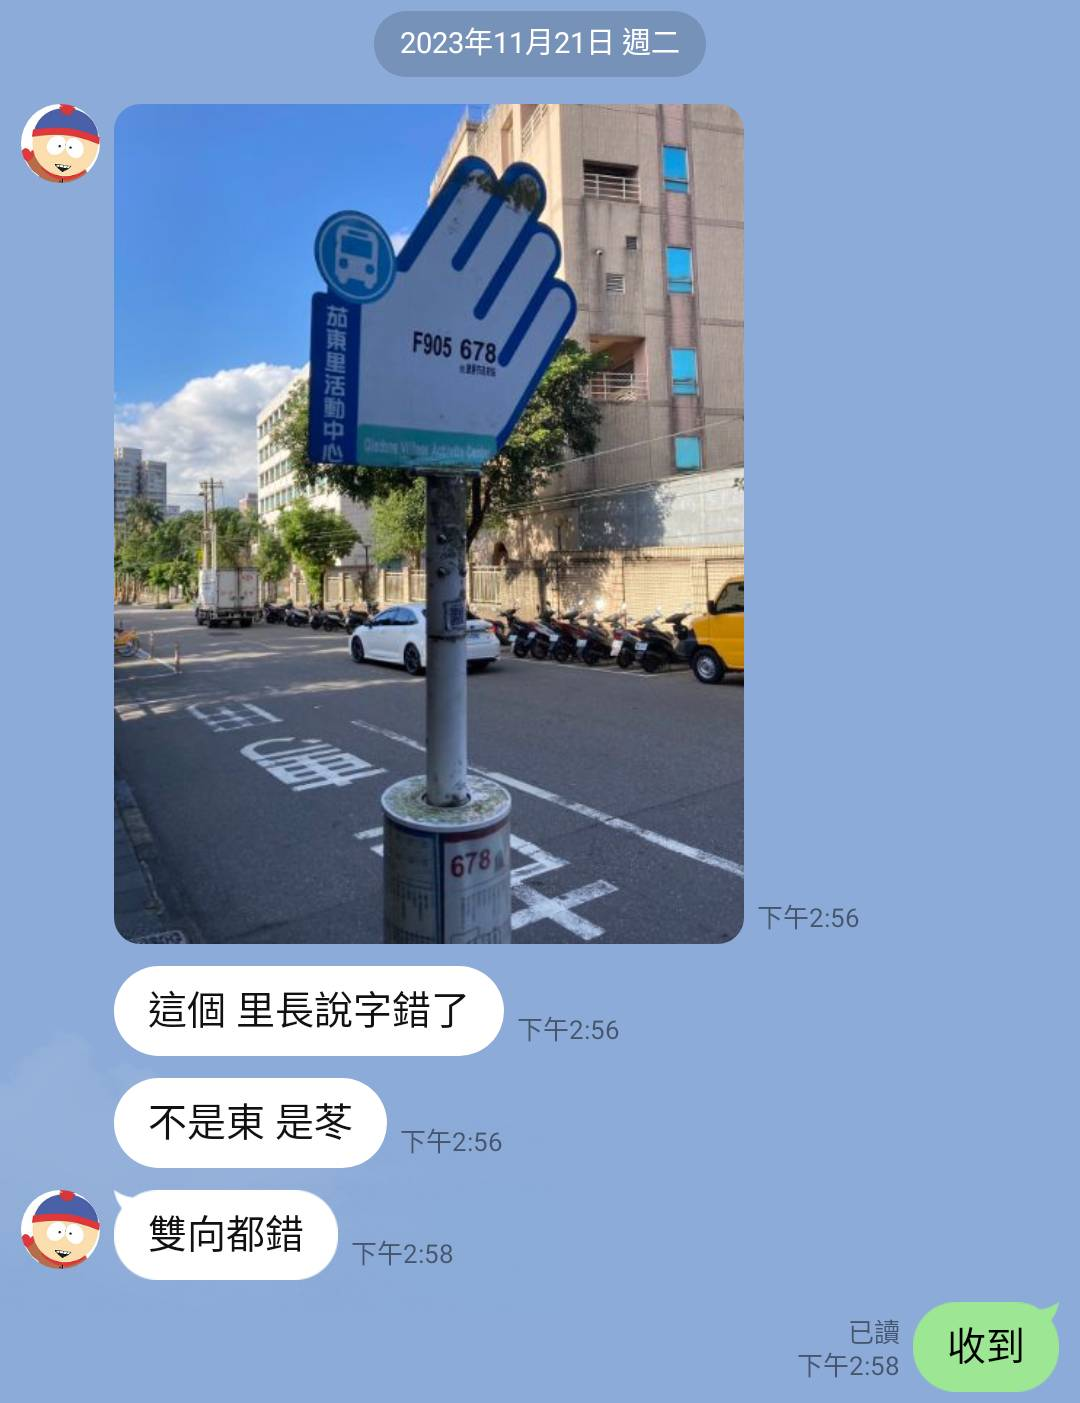 2023年11月21日 週二
茄東里活動中心
F905 678
678
下午2:56
這個 里長說字錯了
下午2:56
不是東 是苳
下午2:56
雙向都錯
下午2:58
已讀
下午2:58
收到